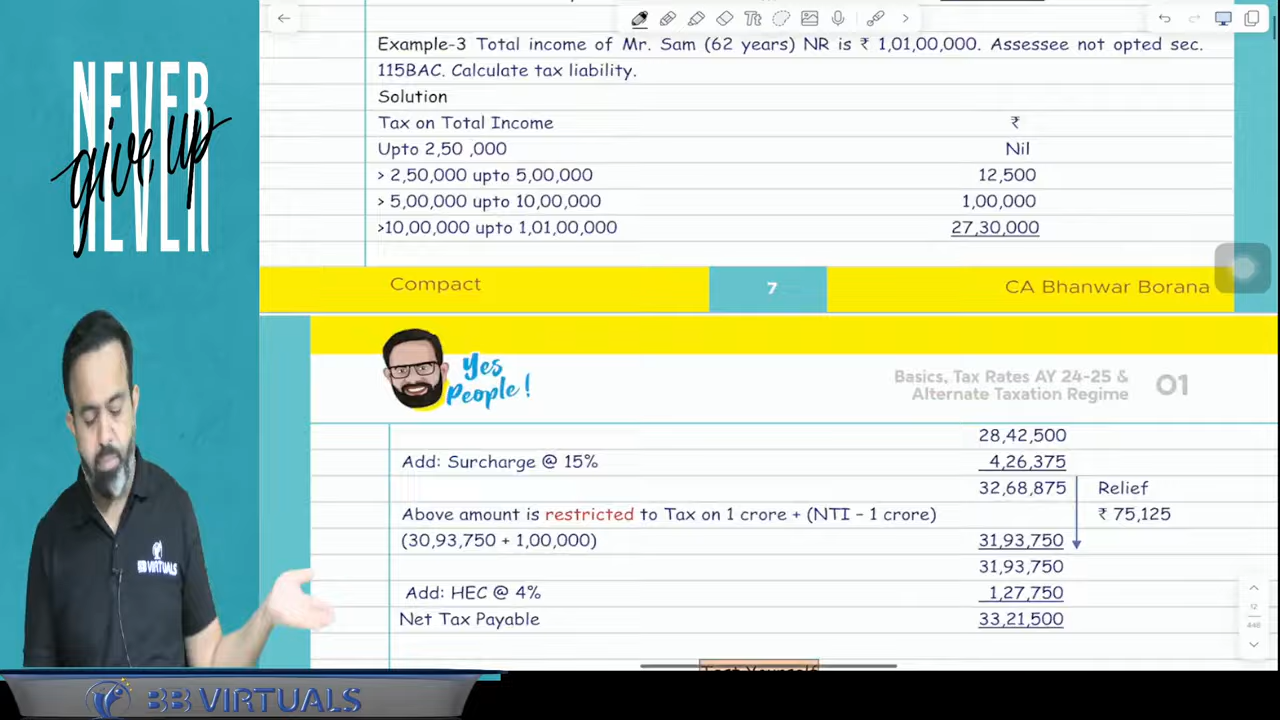 NEVER
give up
NEVER
Example-3 Total income of Mr. Sam (62 years) NR is ₹ 1,01,00,000. Assessee not opted sec.
115BAC. Calculate tax liability.
Solution
Tax on Total Income ₹
Upto 2,50 ,000 Nil
> 2,50,000 upto 5,00,000 12,500
> 5,00,000 upto 10,00,000 1,00,000
>10,00,000 upto 1,01,00,000 27,30,000
Compact 7 CA Bhanwar Borana
Yes
People !
Basics, Tax Rates AY 24-25 &
Alternate Taxation Regime
01
28,42,500
Add: Surcharge @ 15% 4,26,375
32,68,875 Relief
Above amount is restricted to Tax on 1 crore + (NTI – 1 crore) ₹ 75,125
(30,93,750 + 1,00,000) 31,93,750
31,93,750
Add: HEC @ 4% 1,27,750
Net Tax Payable 33,21,500
12
448
Test Yourself
BB VIRTUALS
BB VIRTUALS